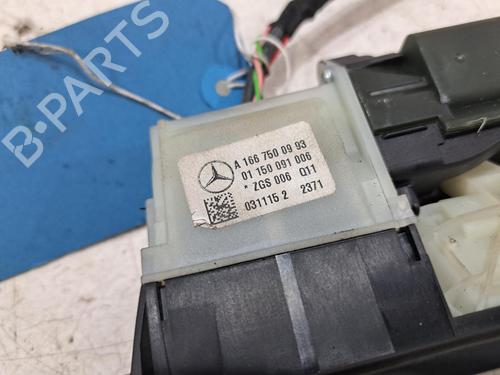 B-PARTS
A 166 750 09 93
01 150 091 006
* ZGS 006 Q11
031115 2 2371